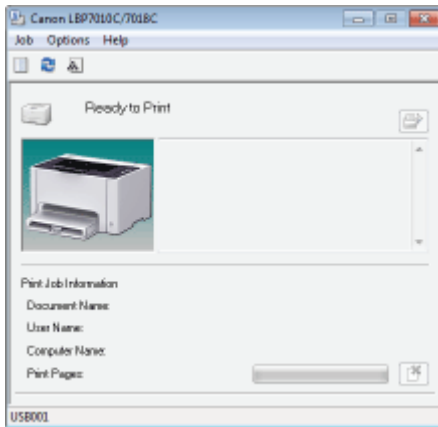 Canon LBP7010C/7018C
Job Options Help
Ready to Print
Print Job Information
Document Name:
User Name:
Computer Name:
Print Pages:
USB001